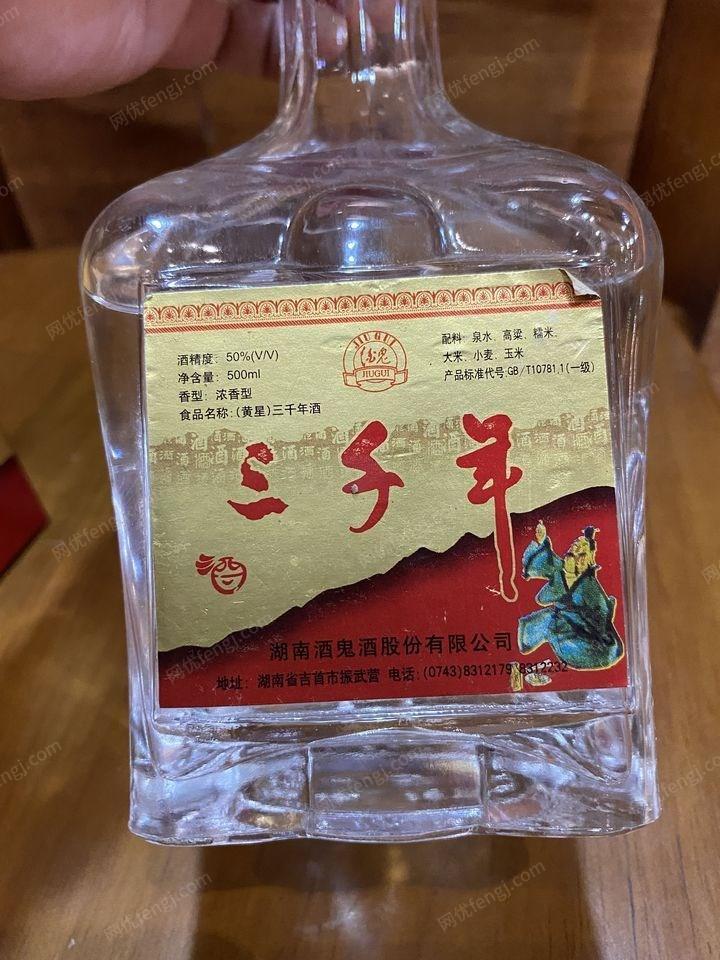 JIU GUI
酒鬼
JIUGUI
酒精度: 50%(V/V)
净含量: 500ml
香型: 浓香型
食品名称:(黄星)三千年酒
配料: 泉水、高粱、糯米、
大米、小麦、玉米
产品标准代号:GB/T10781.1(一级)
三千年
酒
湖南酒鬼酒股份有限公司
地址: 湖南省吉首市振武营 电话:(0743)8312179 8312232
网优fengj.com